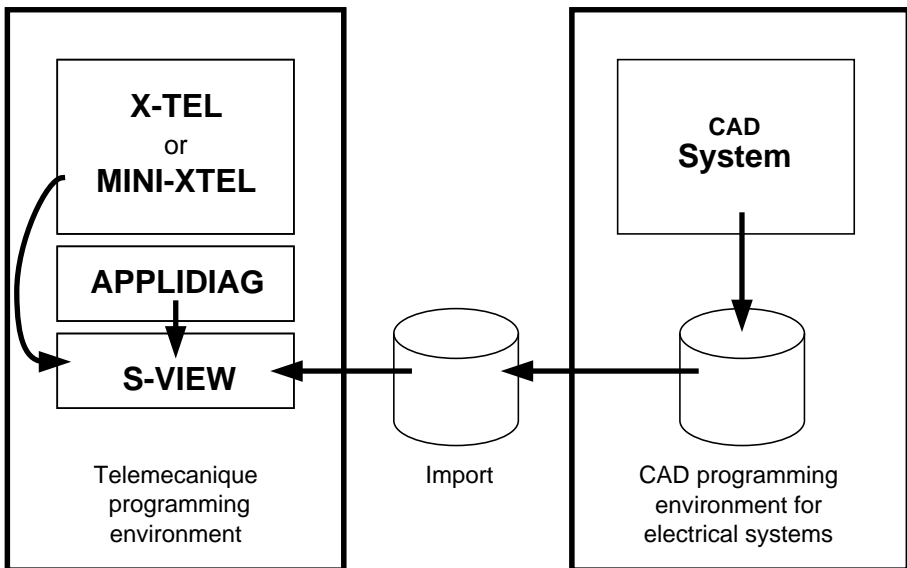 X-TEL
or
MINI-XTEL
APPLIDIAG
S-VIEW
Telemecanique
programming
environment
Import
CAD
System
CAD programming
environment for
electrical systems